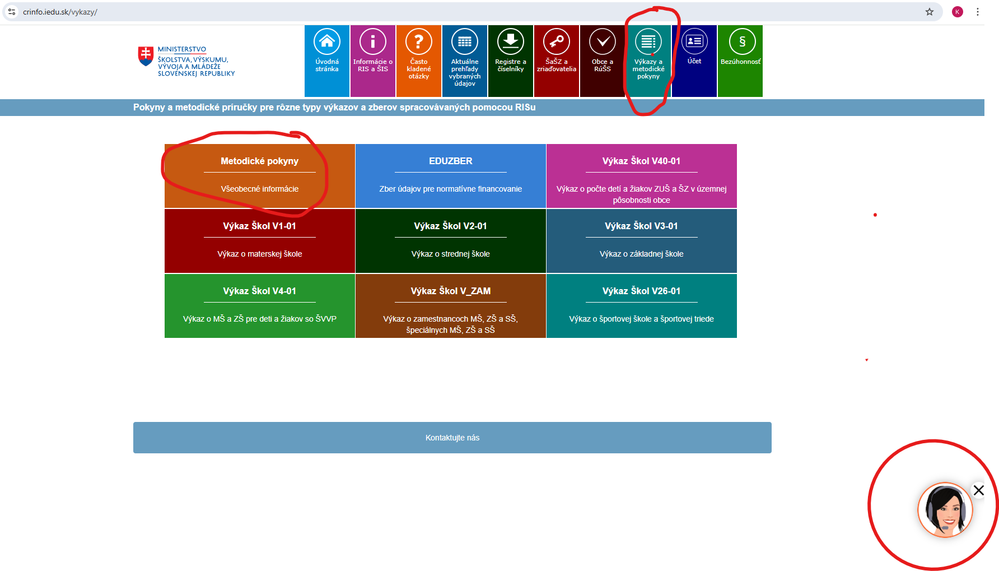 crinfo.iedu.sk/vykazy/
K
MINISTERSTVO
ŠKOLSTVA, VÝSKUMU,
VÝVOJA A MLÁDEŽE
SLOVENSKEJ REPUBLIKY
Úvodná
stránka
Informácie o
RIS a ŠIS
?
Často
kladené
otázky
Aktuálne
prehľady
vybraných
údajov
Registre a
číselníky
ŠaŠZ a
zriaďovatelia
Obce a
RúŠS
Výkazy a
metodické
pokyny
Účet
§
Bezúhonnosť
Pokyny a metodické príručky pre rôzne typy výkazov a zberov spracovávaných pomocou RISu
Metodické pokyny
Všeobecné informácie
EDUZBER
Zber údajov pre normatívne financovanie
Výkaz Škol V40-01
Výkaz o počte detí a žiakov ZUŠ a ŠZ v územnej
pôsobnosti obce
Výkaz Škol V1-01
Výkaz o materskej škole
Výkaz Škol V2-01
Výkaz o strednej škole
Výkaz Škol V3-01
Výkaz o základnej škole
Výkaz Škol V4-01
Výkaz o MŠ a ZŠ pre deti a žiakov so ŠVVP
Výkaz Škol V_ZAM
Výkaz o zamestnancoch MŠ, ZŠ a SŠ,
špeciálnych MŠ, ZŠ a SŠ
Výkaz Škol V26-01
Výkaz o športovej škole a športovej triede
Kontaktujte nás